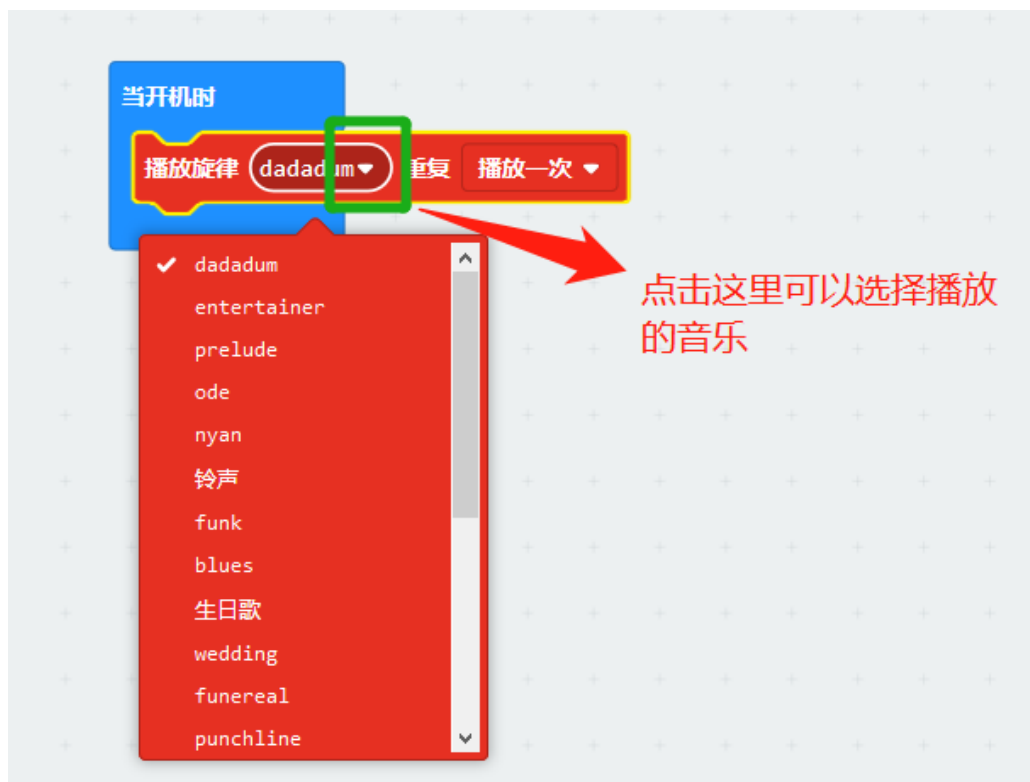 当开机时
播放旋律 dadadum 重复 播放一次
dadadum
entertainer
prelude
ode
nyan
铃声
funk
blues
生日歌
wedding
funereal
punchline
点击这里可以选择播放
的音乐